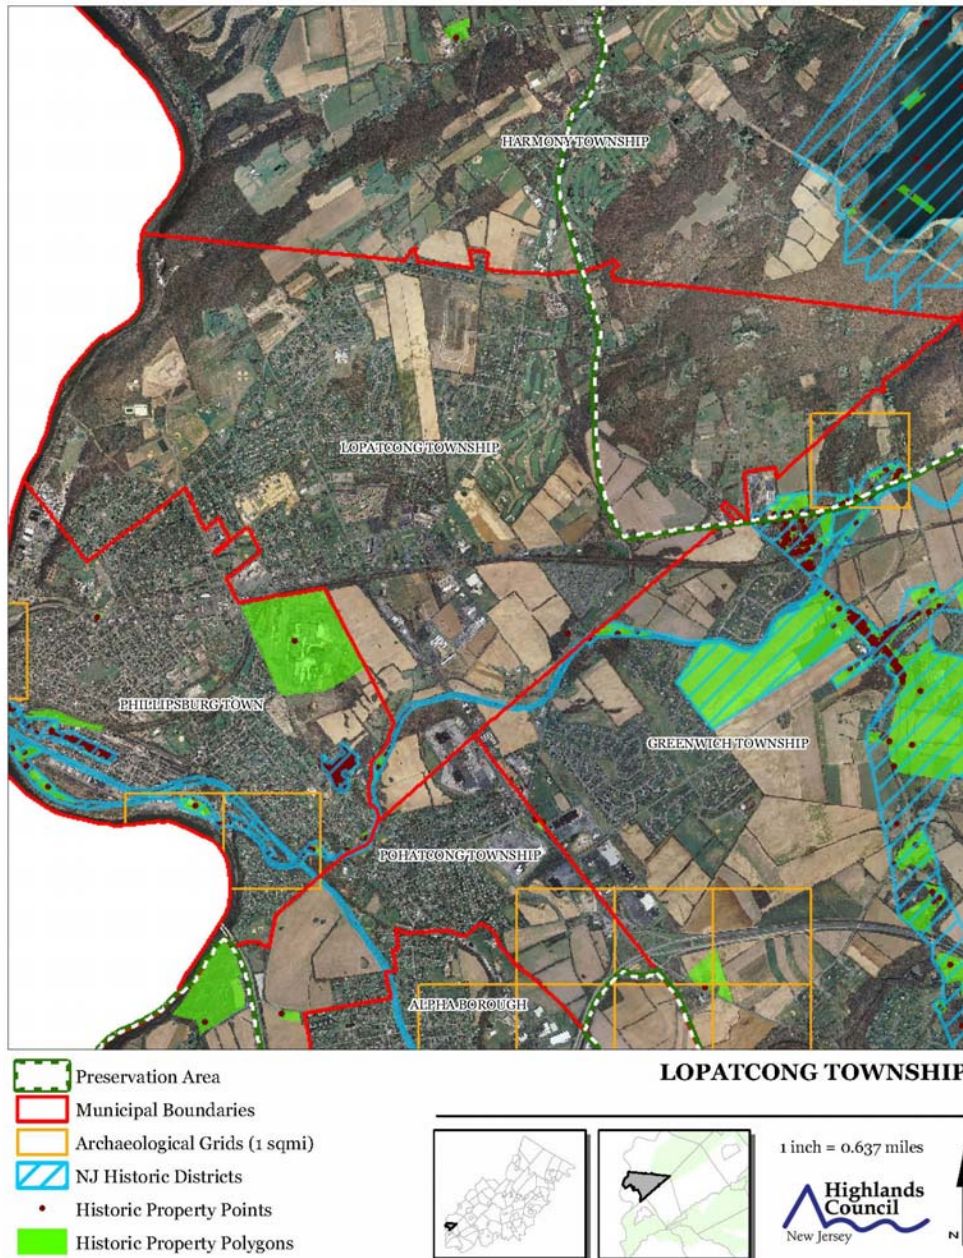 HARMONY TOWNSHIP
LOPATCONG TOWNSHIP
PHILLIPSBURG TOWN
GREENWICH TOWNSHIP
POHATCONG TOWNSHIP
ALPHA BOROUGH
Preservation Area
Municipal Boundaries
Archaeological Grids (1 sqmi)
NJ Historic Districts
Historic Property Points
Historic Property Polygons
LOPATCONG TOWNSHIP
1 inch = 0.637 miles
Highlands
Council
New Jersey
N